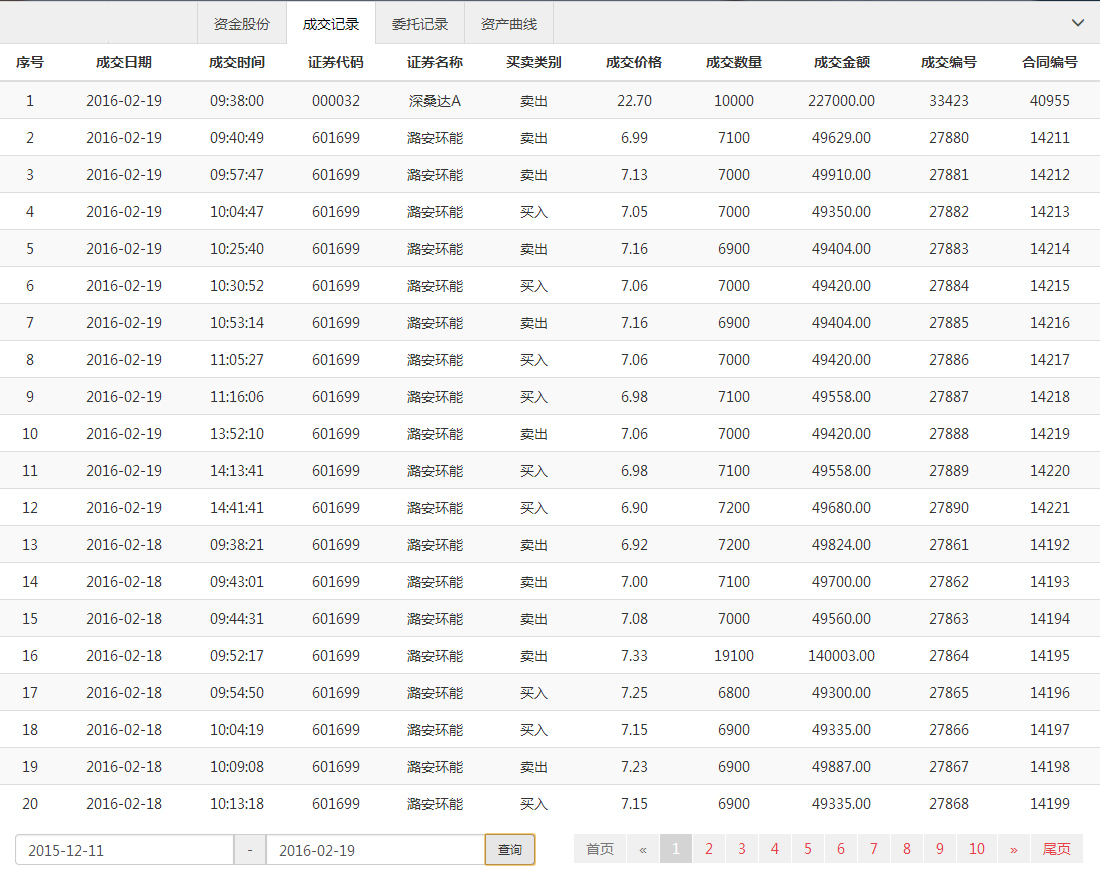 资金股份 成交记录 委托记录 资产曲线
序号 成交日期 成交时间 证券代码 证券名称 买卖类别 成交价格 成交数量 成交金额 成交编号 合同编号
1 2016-02-19 09:38:00 000032 深桑达A 卖出 22.70 10000 227000.00 33423 40955
2 2016-02-19 09:40:49 601699 潞安环能 卖出 6.99 7100 49629.00 27880 14211
3 2016-02-19 09:57:47 601699 潞安环能 卖出 7.13 7000 49910.00 27881 14212
4 2016-02-19 10:04:47 601699 潞安环能 买入 7.05 7000 49350.00 27882 14213
5 2016-02-19 10:25:40 601699 潞安环能 卖出 7.16 6900 49404.00 27883 14214
6 2016-02-19 10:30:52 601699 潞安环能 买入 7.06 7000 49420.00 27884 14215
7 2016-02-19 10:53:14 601699 潞安环能 卖出 7.16 6900 49404.00 27885 14216
8 2016-02-19 11:05:27 601699 潞安环能 买入 7.06 7000 49420.00 27886 14217
9 2016-02-19 11:16:06 601699 潞安环能 买入 6.98 7100 49558.00 27887 14218
10 2016-02-19 13:52:10 601699 潞安环能 卖出 7.06 7000 49420.00 27888 14219
11 2016-02-19 14:13:41 601699 潞安环能 买入 6.98 7100 49558.00 27889 14220
12 2016-02-19 14:41:41 601699 潞安环能 买入 6.90 7200 49680.00 27890 14221
13 2016-02-18 09:38:21 601699 潞安环能 卖出 6.92 7200 49824.00 27861 14192
14 2016-02-18 09:43:01 601699 潞安环能 卖出 7.00 7100 49700.00 27862 14193
15 2016-02-18 09:44:31 601699 潞安环能 卖出 7.08 7000 49560.00 27863 14194
16 2016-02-18 09:52:17 601699 潞安环能 卖出 7.33 19100 140003.00 27864 14195
17 2016-02-18 09:54:50 601699 潞安环能 买入 7.25 6800 49300.00 27865 14196
18 2016-02-18 10:04:19 601699 潞安环能 买入 7.15 6900 49335.00 27866 14197
19 2016-02-18 10:09:08 601699 潞安环能 卖出 7.23 6900 49887.00 27867 14198
20 2016-02-18 10:13:18 601699 潞安环能 买入 7.15 6900 49335.00 27868 14199
2015-12-11 - 2016-02-19 查询 首页 « 1 2 3 4 5 6 7 8 9 10 » 尾页